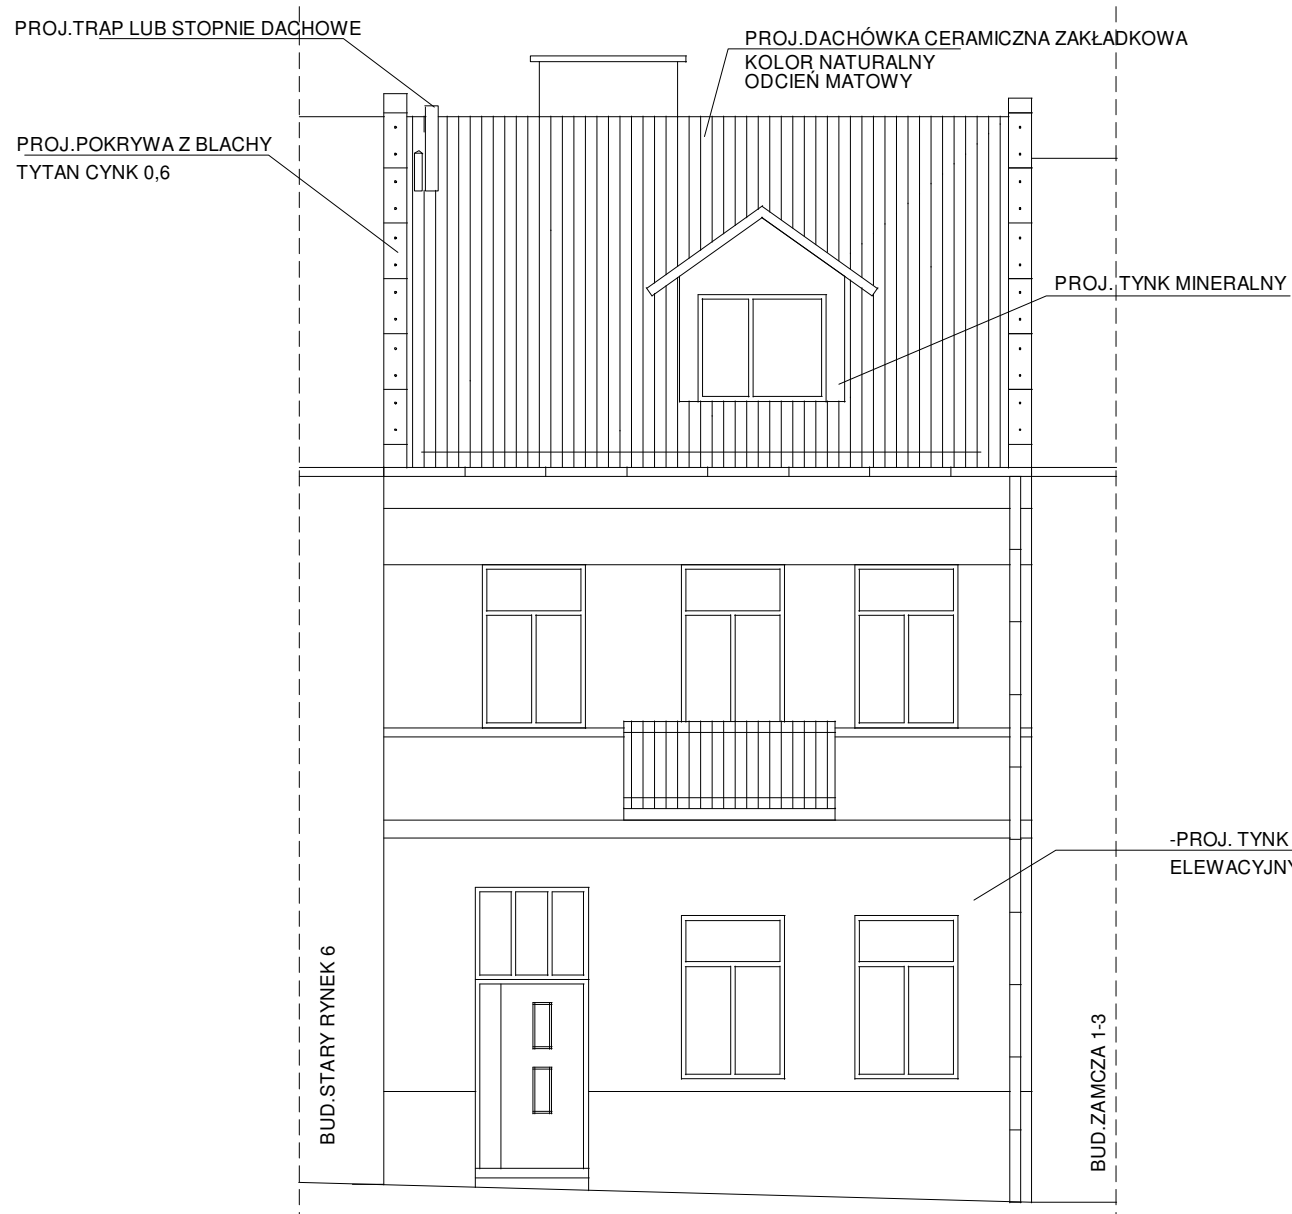 PROJ.TRAP LUB STOPNIE DACHOWE
PROJ.DACHÓWKA CERAMICZNA ZAKŁADKOWA
KOLOR NATURALNY
ODCIEŃ MATOWY
PROJ.POKRYWA Z BLACHY
TYTAN CYNK 0,6
PROJ. TYNK MINERALNY
-PROJ. TYNK
ELEWACYJNY
BUD.STARY RYNEK 6
BUD.ZAMCZA 1-3